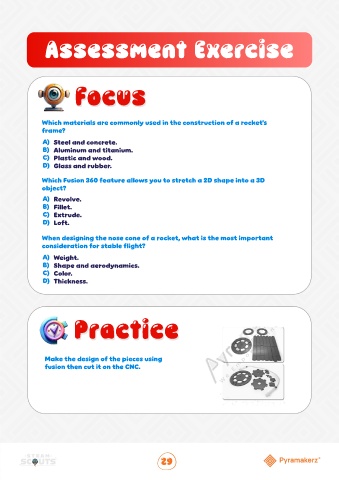 Assessment Exercise
Focus
Which materials are commonly used in the construction of a rocket's
frame?
A) Steel and concrete.
B) Aluminum and titanium.
C) Plastic and wood.
D) Glass and rubber.
Which Fusion 360 feature allows you to stretch a 2D shape into a 3D
object?
A) Revolve.
B) Fillet.
C) Extrude.
D) Loft.
When designing the nose cone of a rocket, what is the most important
consideration for stable flight?
A) Weight.
B) Shape and aerodynamics.
C) Color.
D) Thickness.
Practice
Make the design of the pieces using
fusion then cut it on the CNC.
STEAM
SCOUTS
29
Pyramakerz